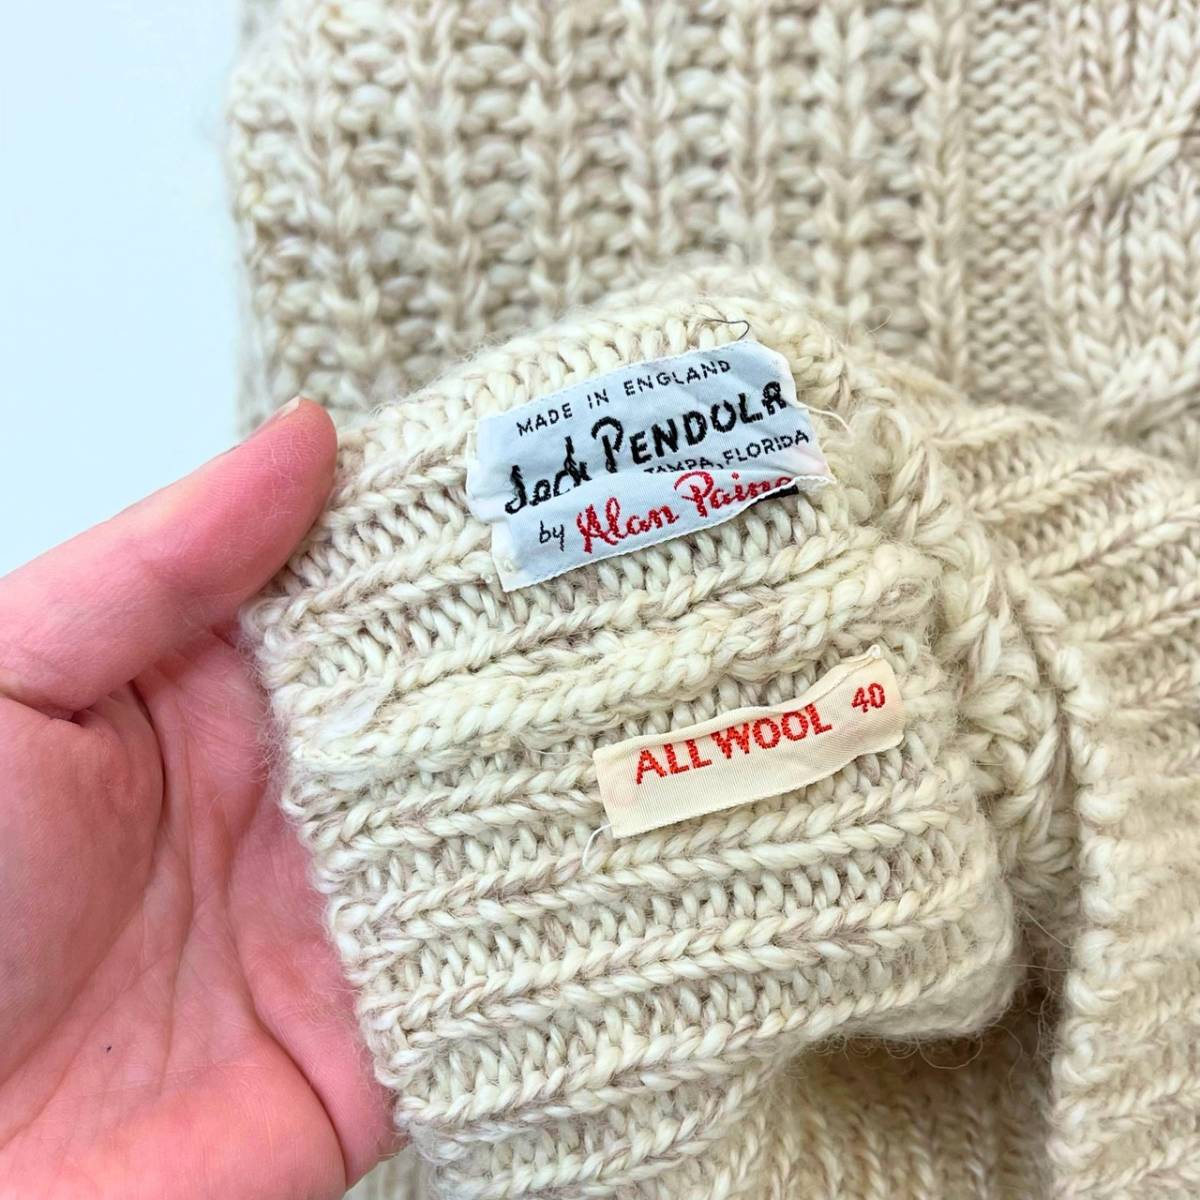 MADE IN ENGLAND
Jack PENDOLA
TAMPA, FLORIDA
by Alan Paine
ALL WOOL 40